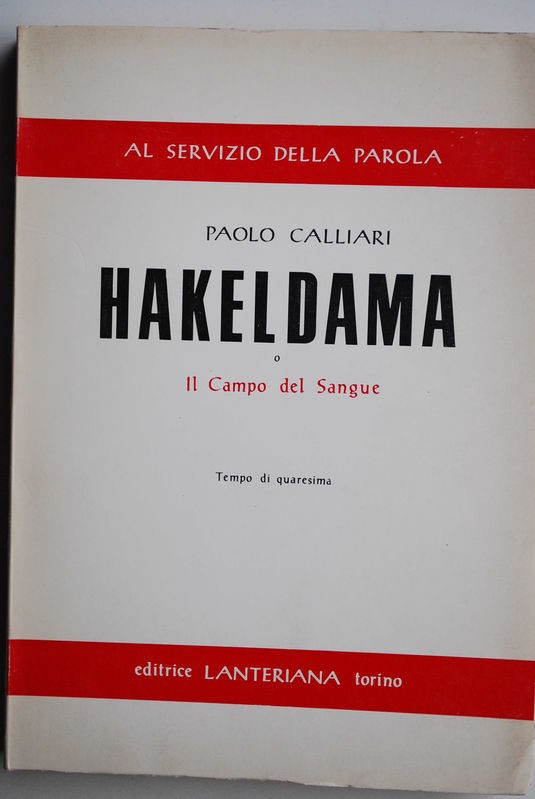 AL SERVIZIO DELLA PAROLA
PAOLO CALLIARI
HAKELDAMA
o
Il Campo del Sangue
Tempo di quaresima
editrice LANTERIANA torino